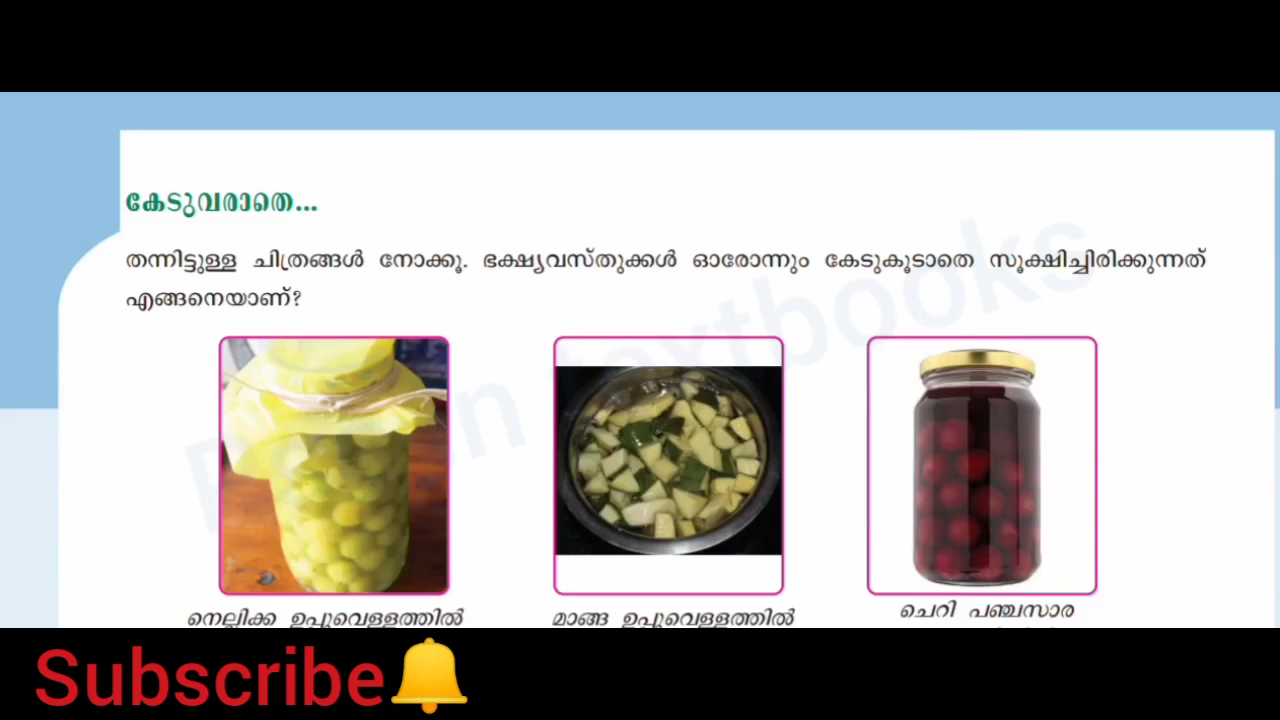 കേടുവരാതെ...
തന്നിട്ടുള്ള ചിത്രങ്ങൾ നോക്കൂ. ഭക്ഷ്യവസ്തുക്കൾ ഓരോന്നും കേടുകൂടാതെ സൂക്ഷിച്ചിരിക്കുന്നത്
എങ്ങനെയാണ്?
നെല്ലിക്ക ഉപ്പുവെള്ളത്തിൽ
മാങ്ങ ഉപ്പുവെള്ളത്തിൽ
ചെറി പഞ്ചസാര
Subscribe